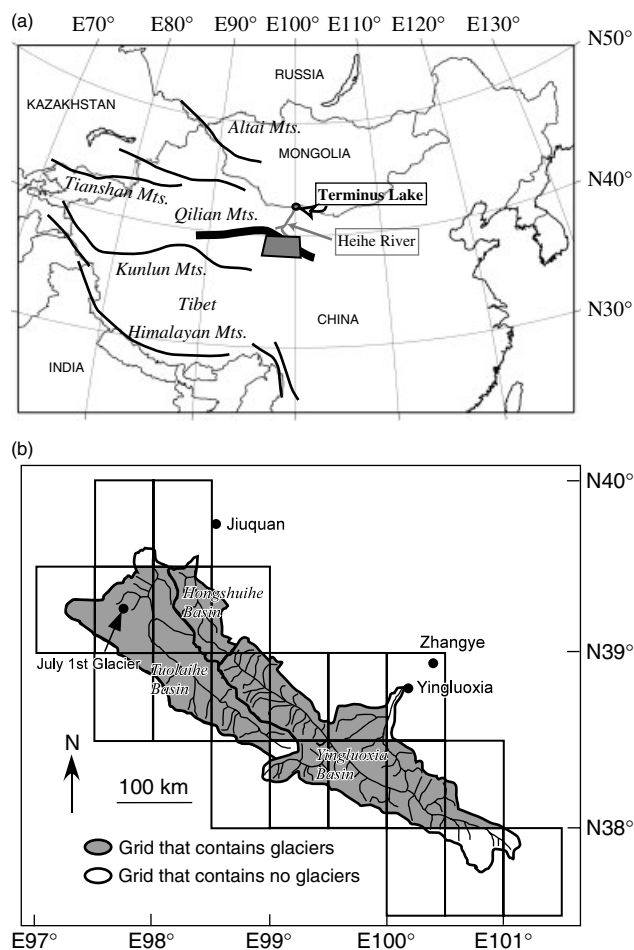 (a)
E70° E80° E90° E100° E110° E120° E130°
N50°
RUSSIA
KAZAKHSTAN
Altai Mts.
MONGOLIA
N40°
Tianshan Mts.
Terminus Lake
Qilian Mts.
Heihe River
Kunlun Mts.
Tibet
N30°
CHINA
Himalayan Mts.
INDIA
(b)
N40°
Jiuquan
Hongshuihe
Basin
July 1st Glacier
Zhangye
N39°
Tuolaihe
Basin
Yingluoxia
Yingluoxia
Basin
N
100 km
N38°
Grid that contains glaciers
Grid that contains no glaciers
E97° E98° E99° E100° E101°